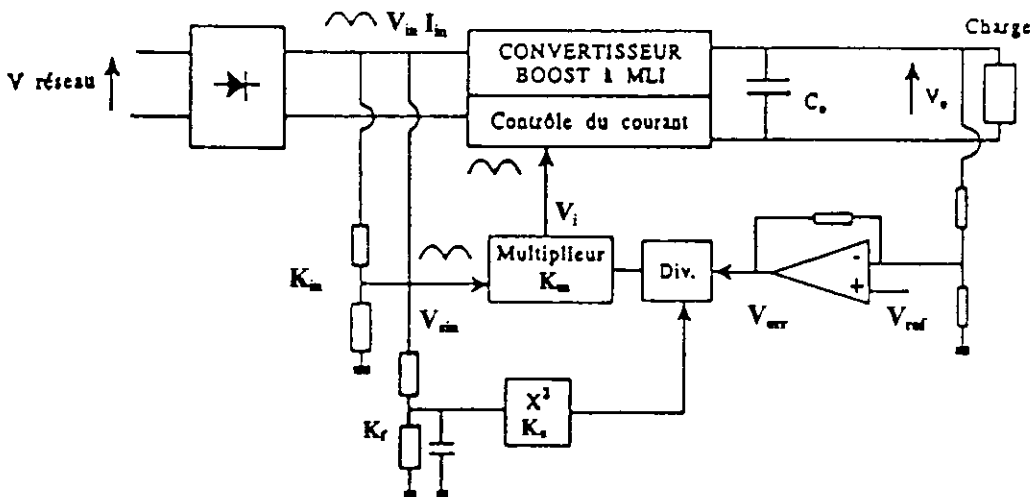 V_in I_in
Charge
V réseau
CONVERTISSEUR
BOOST à MLI
Contrôle du courant
C_o
V_o
V_i
Multiplieur
K_m
Div.
-
+
K_in
V_sin
V_err
V_ref
X²
K_s
K_f